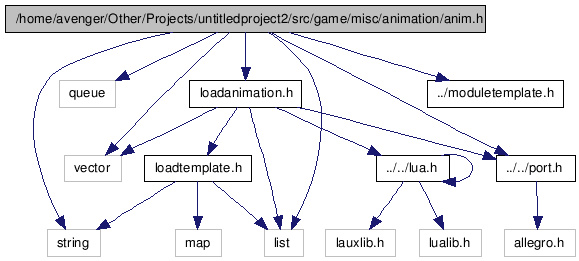 /home/avenger/Other/Projects/untitledproject2/src/game/misc/animation/anim.h
queue
loadanimation.h
../moduletemplate.h
vector
loadtemplate.h
../../lua.h
../../port.h
string
map
list
lauxlib.h
lualib.h
allegro.h